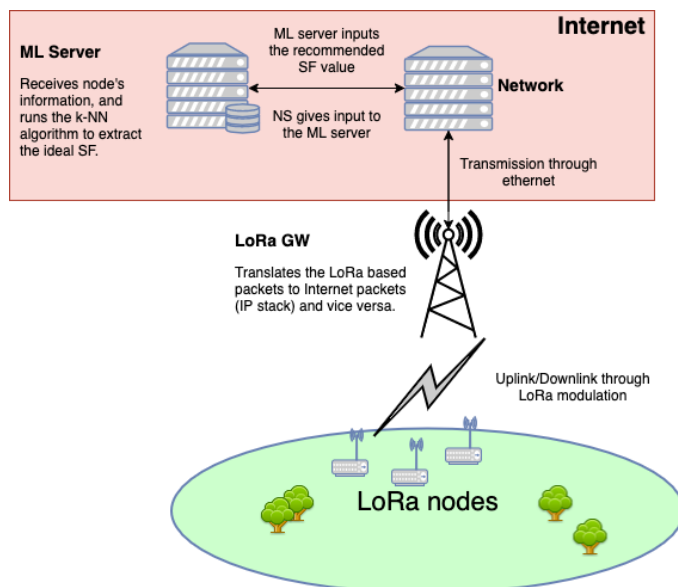 Internet
ML Server
Receives node's
information, and
runs the k-NN
algorithm to extract
the ideal SF.
ML server inputs
the recommended
SF value
NS gives input to
the ML server
Network
Transmission through
ethernet
LoRa GW
Translates the LoRa based
packets to Internet packets
(IP stack) and vice versa.
Uplink/Downlink through
LoRa modulation
LoRa nodes